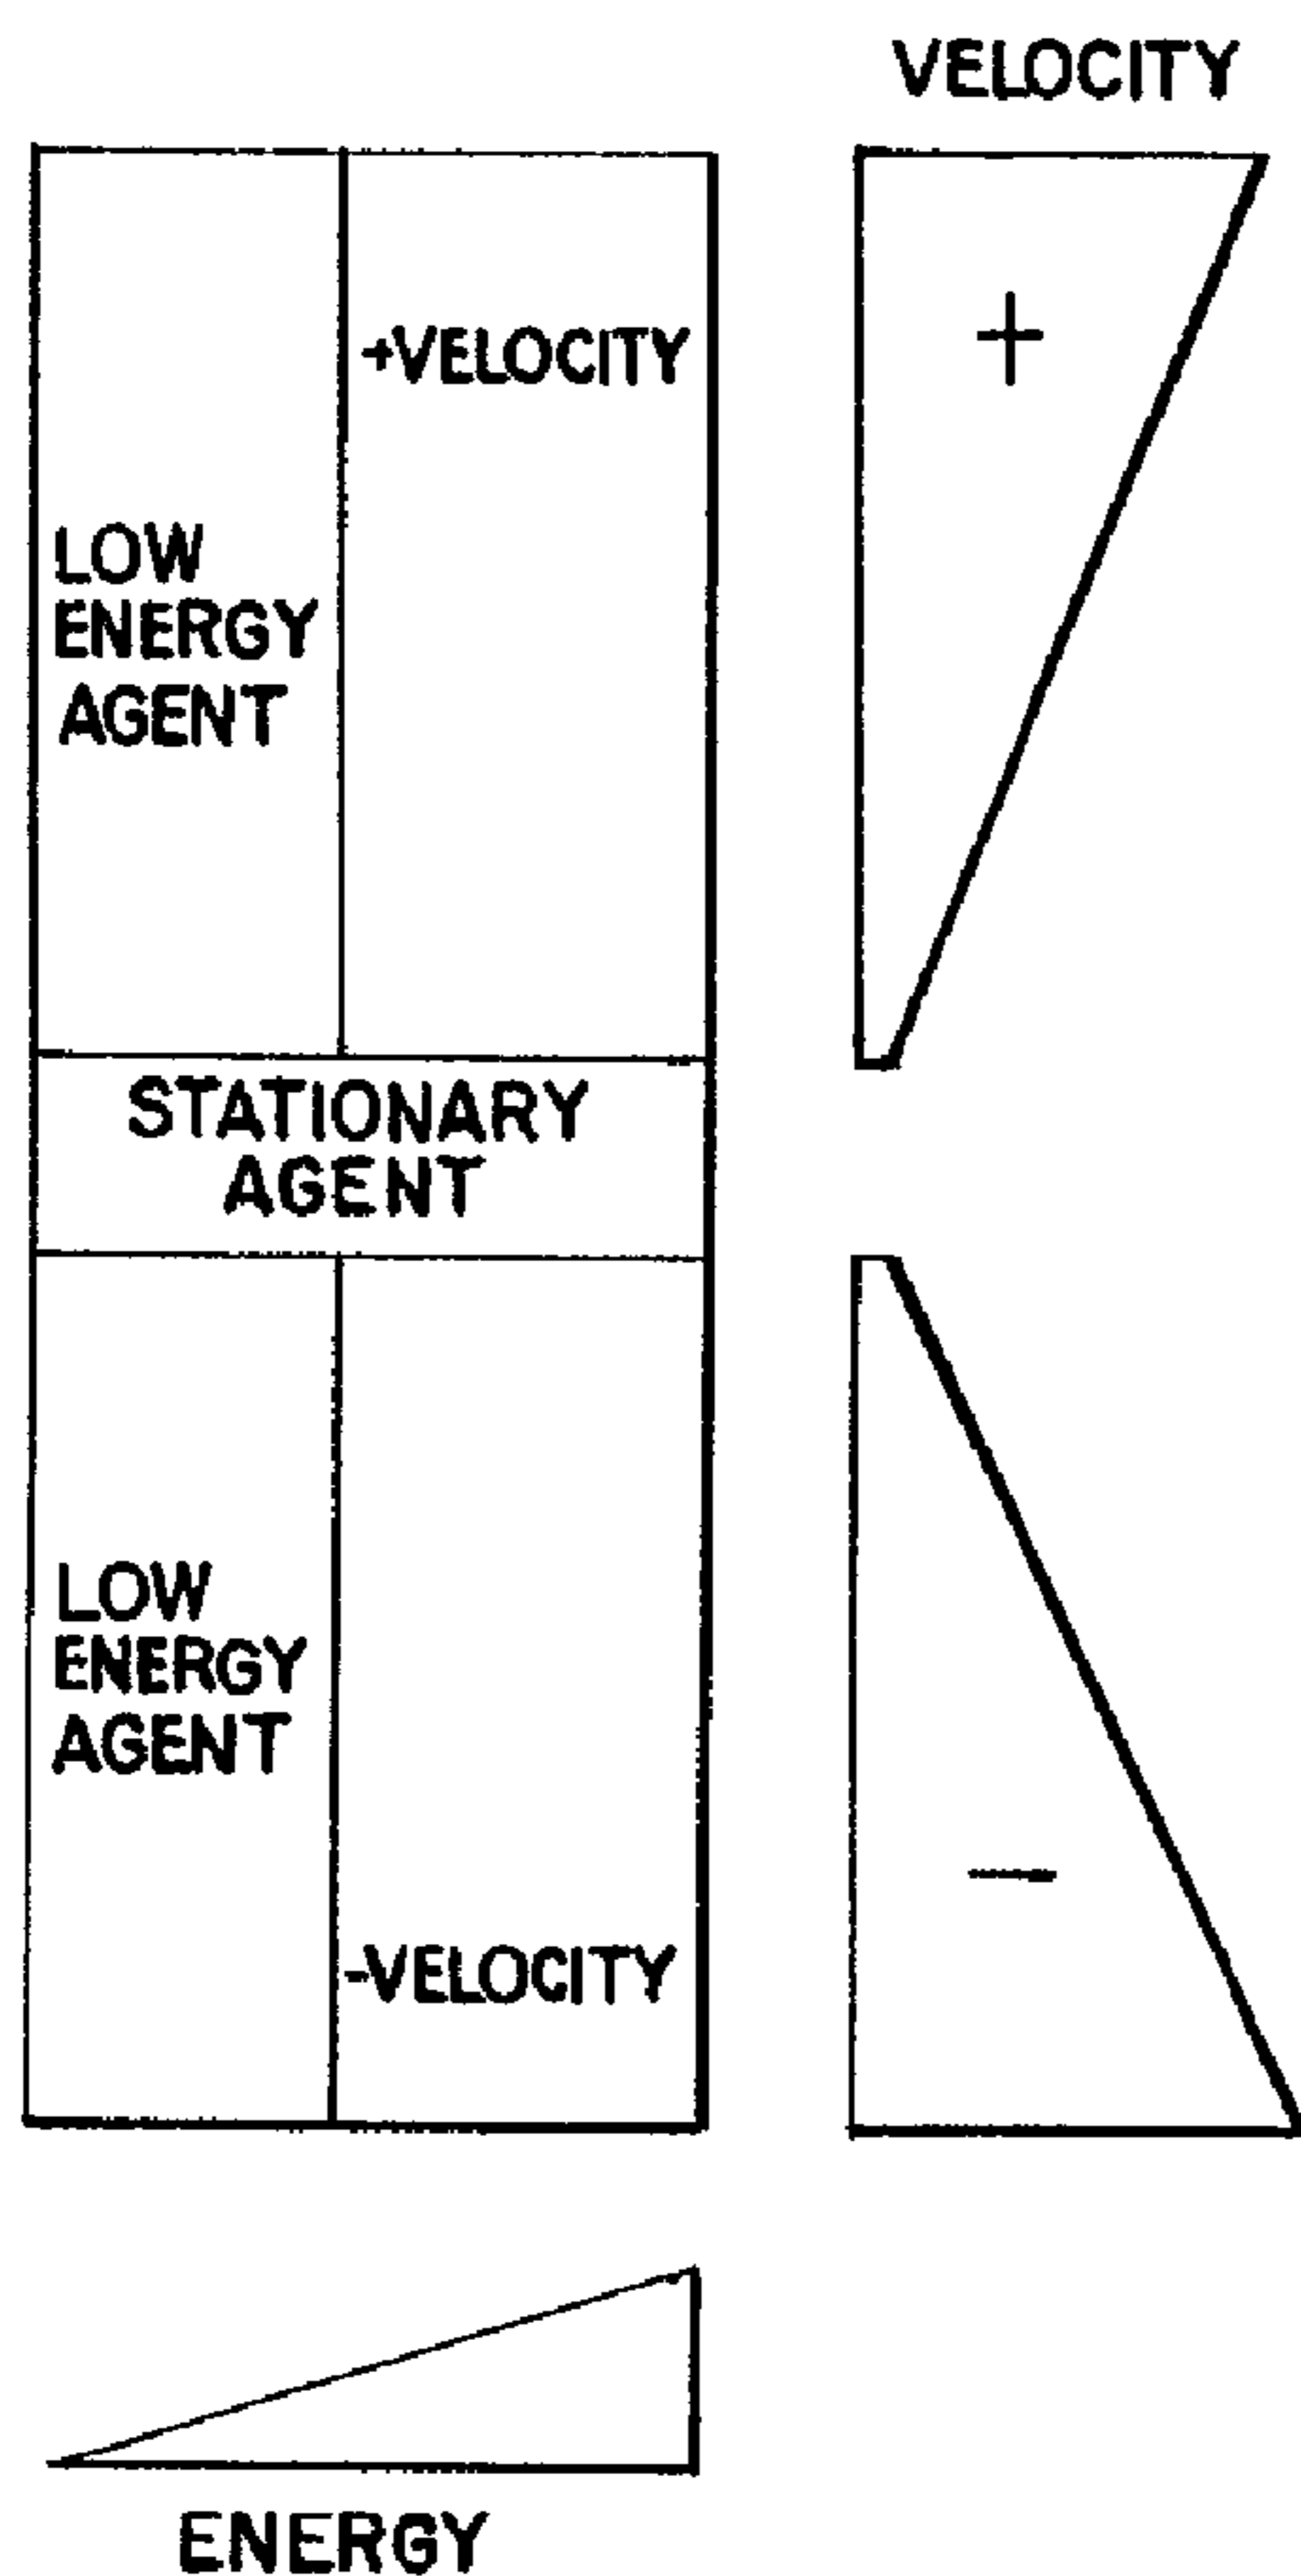 VELOCITY
+VELOCITY
LOW
ENERGY
AGENT
+
STATIONARY
AGENT
LOW
ENERGY
AGENT
-VELOCITY
−
ENERGY